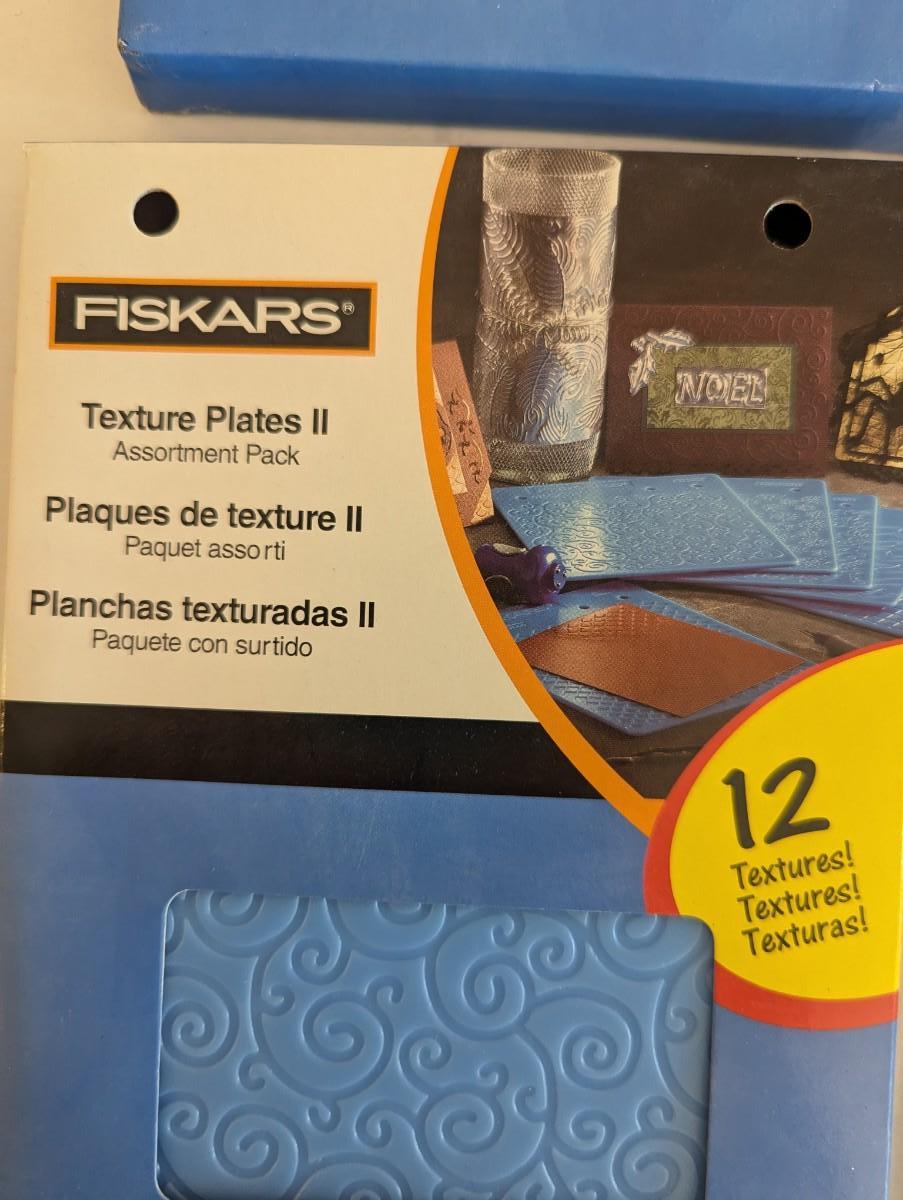 FISKARS®
Texture Plates II
Assortment Pack
Plaques de texture II
Paquet assorti
Planchas texturadas II
Paquete con surtido
NOEL
12
Textures!
Textures!
Texturas!